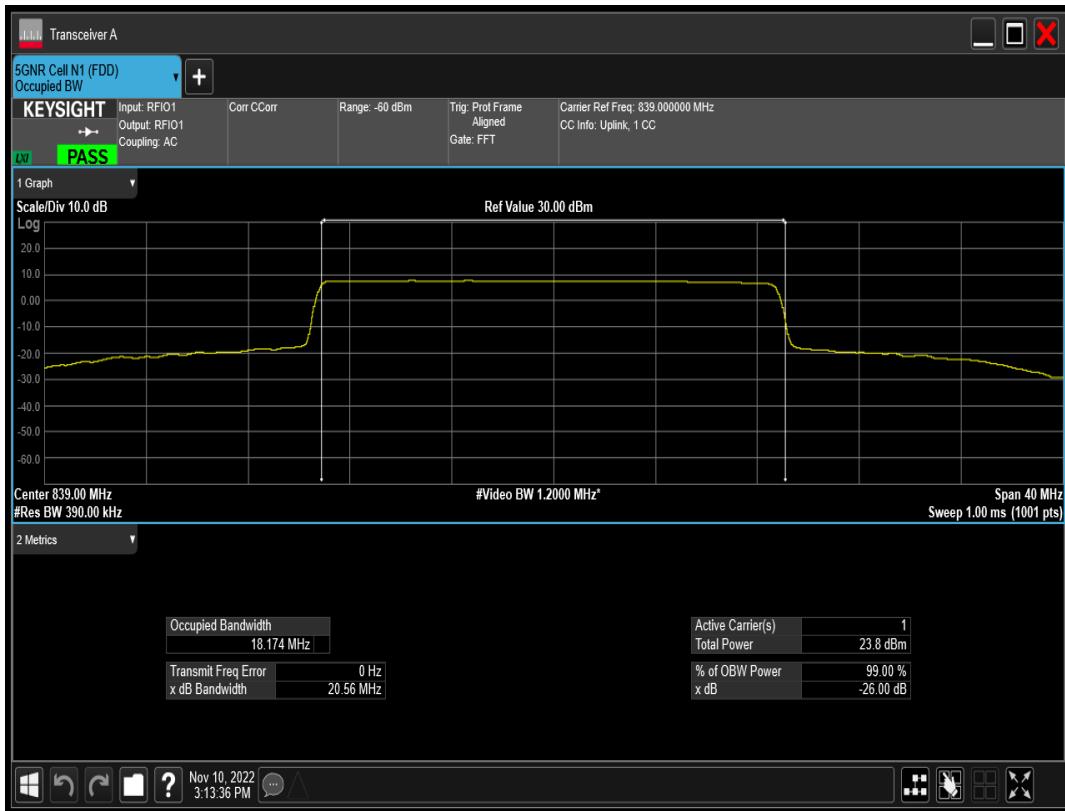 Transceiver A
5GNR Cell N1 (FDD)
Occupied BW
+
KEYSIGHT
LXI
PASS
Input: RFIO1
Output: RFIO1
Coupling: AC
Corr CCorr
Range: -60 dBm
Trig: Prot Frame
Aligned
Gate: FFT
Carrier Ref Freq: 839.000000 MHz
CC Info: Uplink, 1 CC
1 Graph
Scale/Div 10.0 dB
Ref Value 30.00 dBm
Log
20.0
10.0
0.00
-10.0
-20.0
-30.0
-40.0
-50.0
-60.0
Center 839.00 MHz
#Video BW 1.2000 MHz*
Span 40 MHz
#Res BW 390.00 kHz
Sweep 1.00 ms (1001 pts)
2 Metrics
Occupied Bandwidth
18.174 MHz
Transmit Freq Error 0 Hz
x dB Bandwidth 20.56 MHz
Active Carrier(s) 1
Total Power 23.8 dBm
% of OBW Power 99.00 %
x dB -26.00 dB
?
Nov 10, 2022
3:13:36 PM